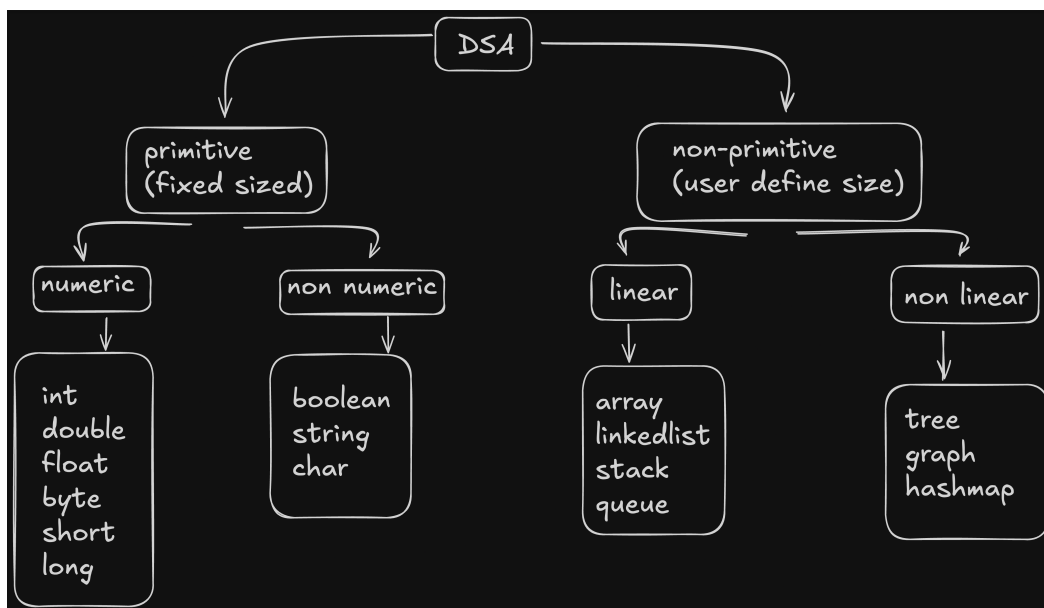 DSA
primitive
(fixed sized)
non-primitive
(user define size)
numeric
non numeric
linear
non linear
int
double
float
byte
short
long
boolean
string
char
array
linkedlist
stack
queue
tree
graph
hashmap